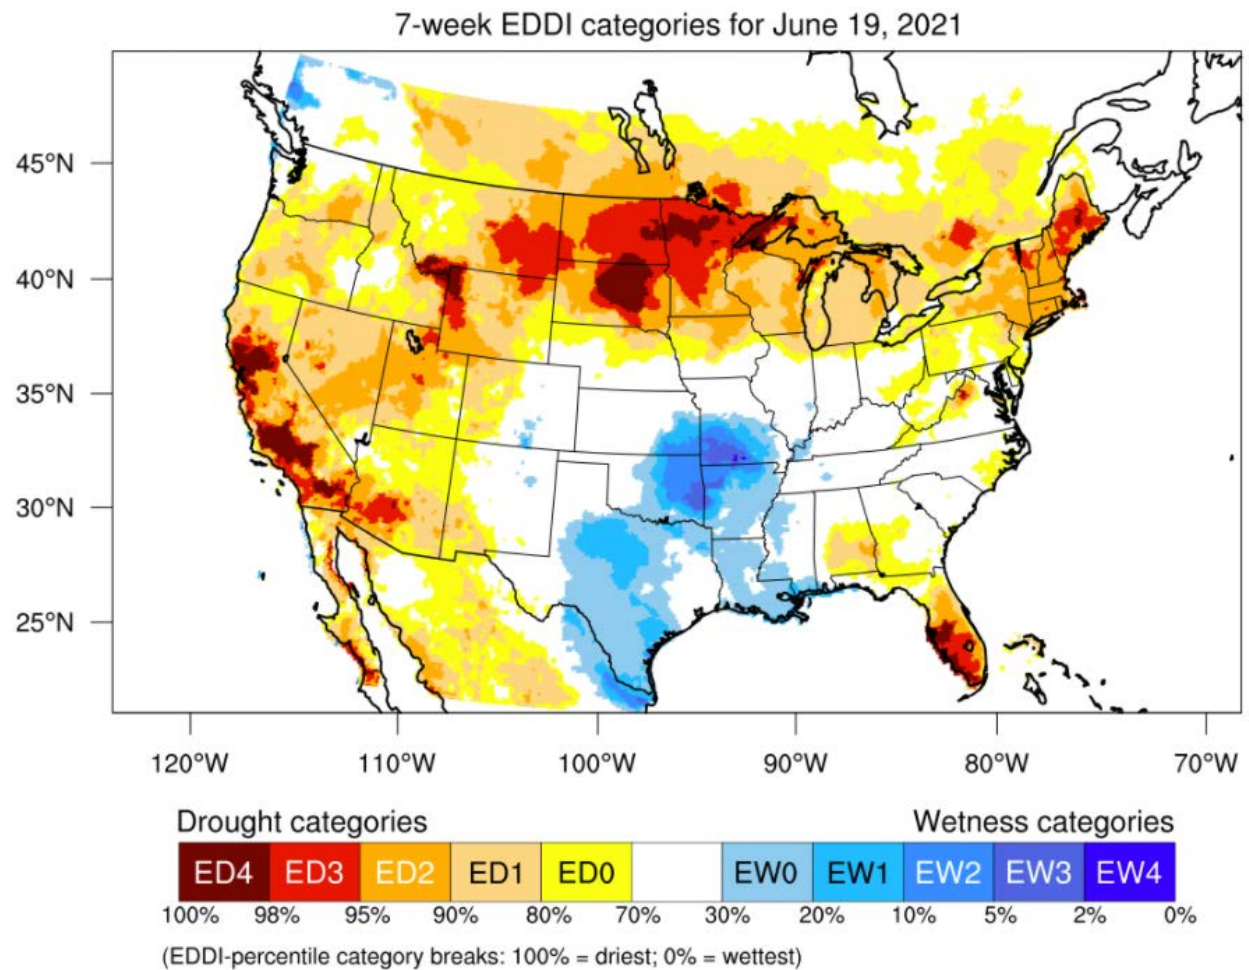 7-week EDDI categories for June 19, 2021
45°N
40°N
35°N
30°N
25°N
120°W 110°W 100°W 90°W 80°W 70°W
Drought categories Wetness categories
ED4 ED3 ED2 ED1 ED0 EW0 EW1 EW2 EW3 EW4
100% 98% 95% 90% 80% 70% 30% 20% 10% 5% 2% 0%
(EDDI-percentile category breaks: 100% = driest; 0% = wettest)